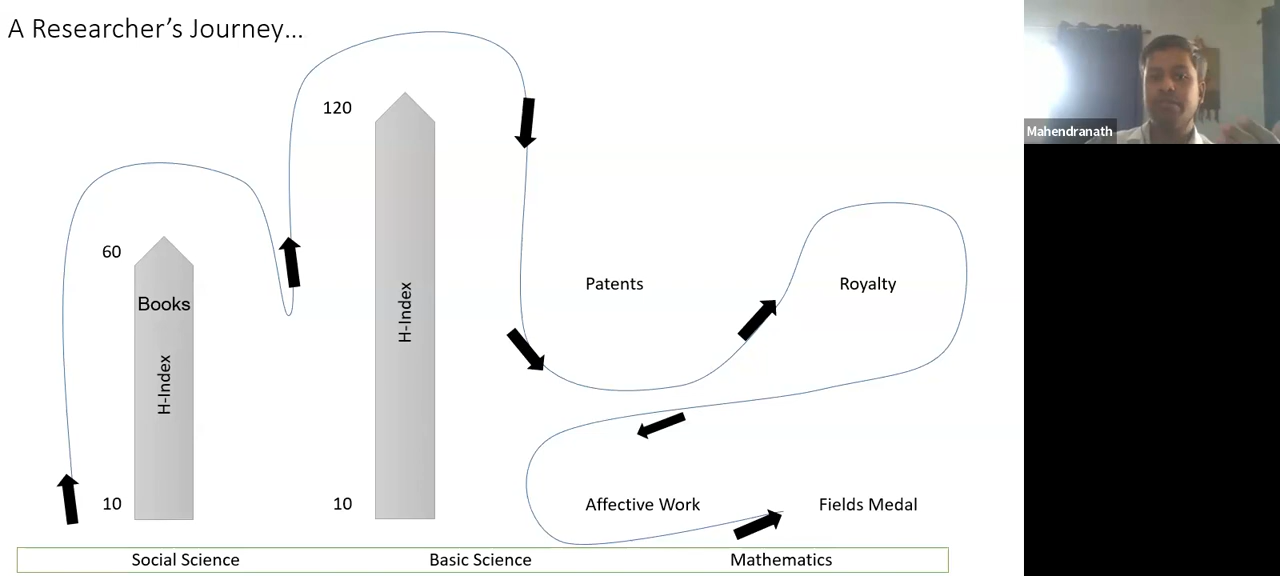 A Researcher's Journey...
Mahendranath
120
60
Books
H-Index
H-Index
Patents
Royalty
10
10
Affective Work
Fields Medal
Social Science
Basic Science
Mathematics